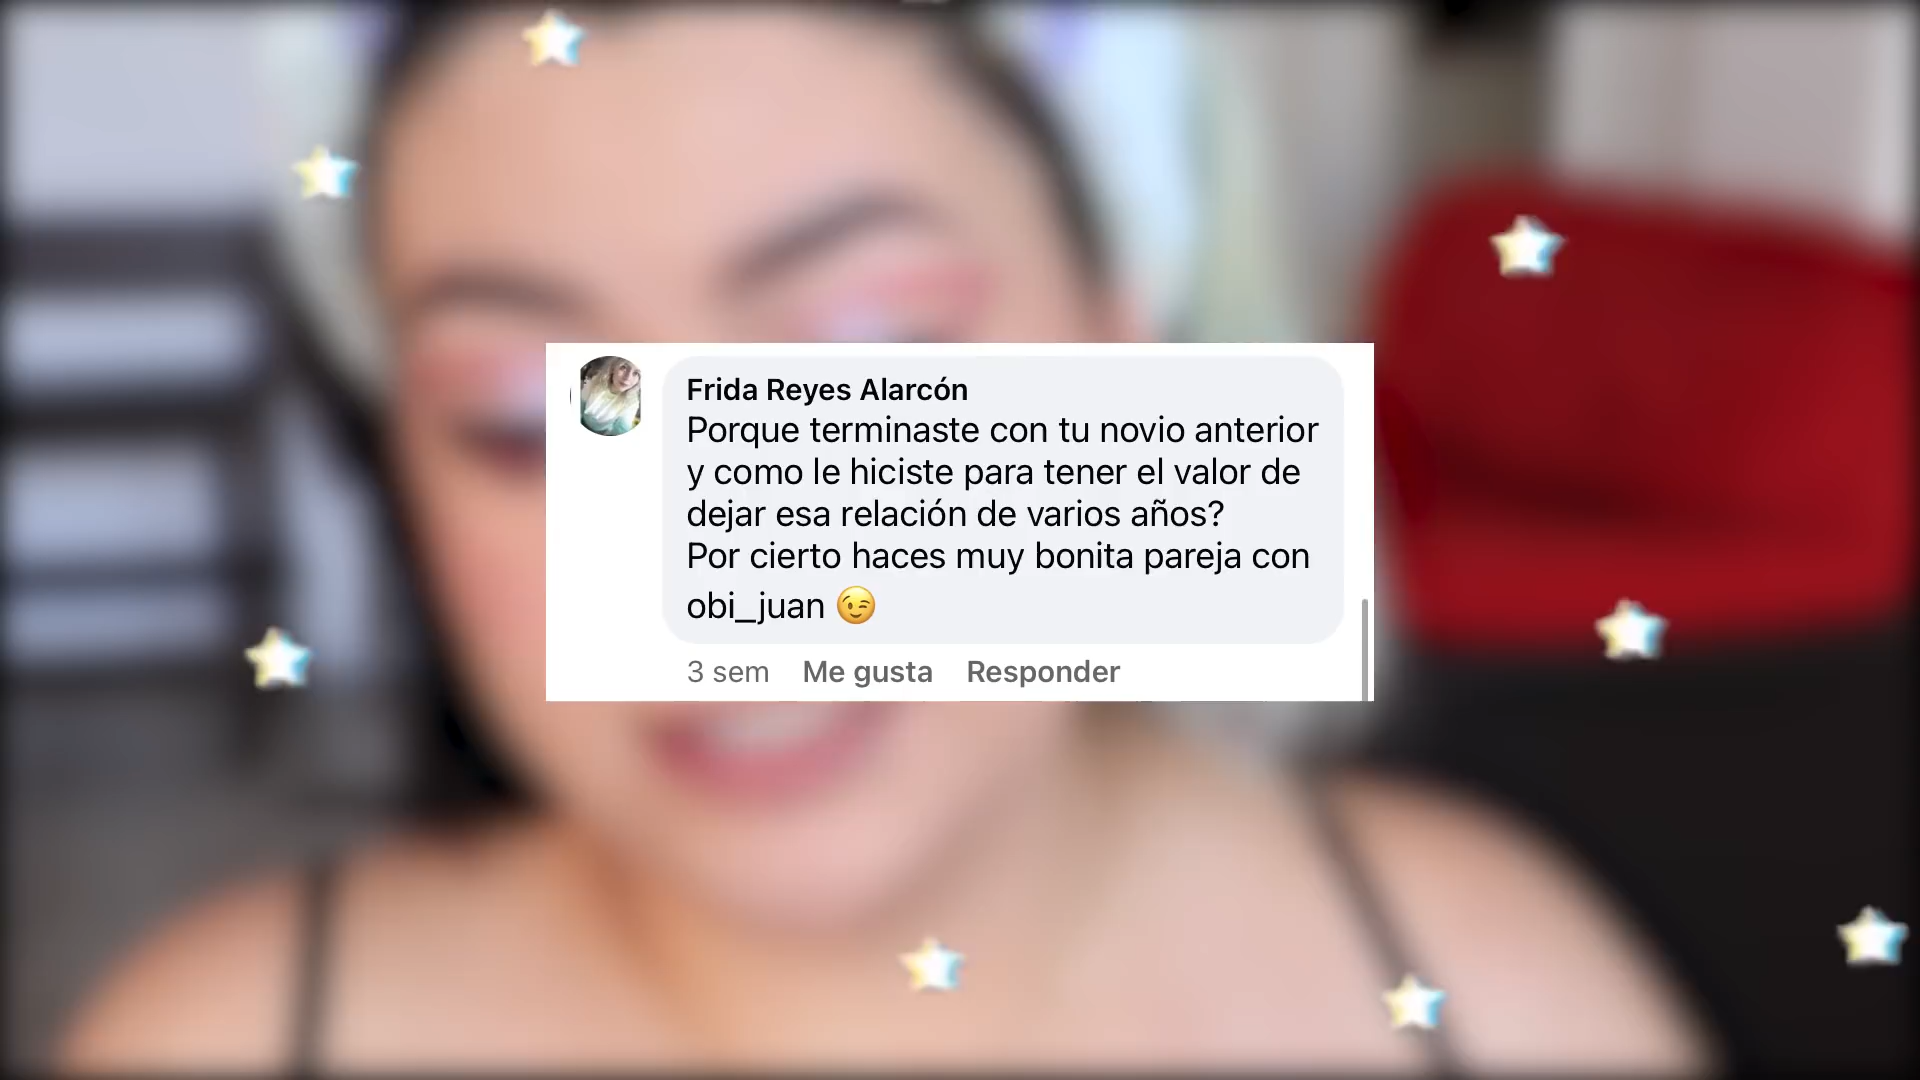 Frida Reyes Alarcón
Porque terminaste con tu novio anterior
y como le hiciste para tener el valor de
dejar esa relación de varios años?
Por cierto haces muy bonita pareja con
obi_juan 😉
3 sem Me gusta Responder